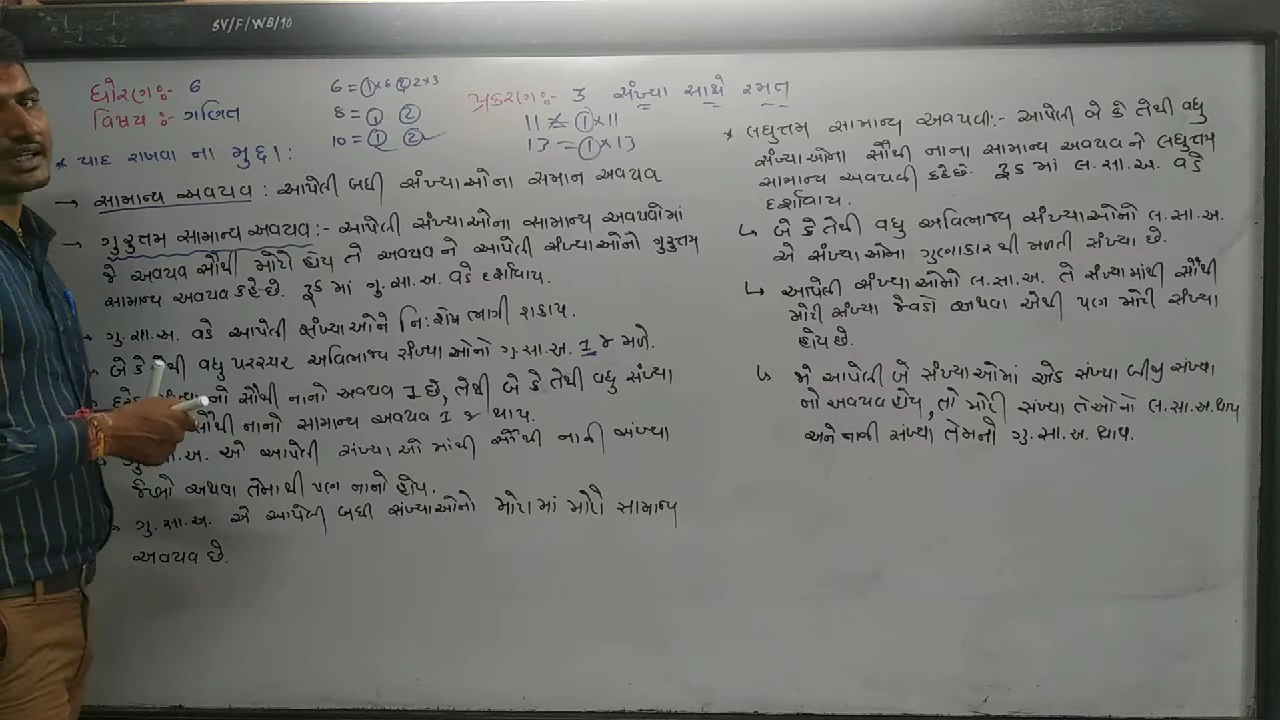 SV/F/WB/10
ધોરણ:- 6
વિષય :- ગણિત
6 = 1×6 2×3
8 = 1 2
10 = 1 2
પ્રકરણ:- 3 સંખ્યા સાથે રમત
11 = 1×11
13 = 1×13
* યાદ રાખવા ના મુદ્દા :
→ સામાન્ય અવયવ : આપેલી બધી સંખ્યાઓના સમાન અવયવ
→ ગુરુત્તમ સામાન્ય અવયવ:- આપેલી સંખ્યાઓના સામાન્ય અવયવોમાં
જે અવયવ સૌથી મોટો હોય તે અવયવ ને આપેલી સંખ્યાઓનો ગુરુત્તમ
સામાન્ય અવયવ કહે છે. ટૂંક માં ગુ.સા.અ. વડે દર્શાવાય.
ગુ.સા.અ. વડે આપેલી સંખ્યાઓને નિ:શેષ ભાગી શકાય.
બે કે તેથી વધુ પરસ્પર અવિભાજ્ય સંખ્યાઓનો ગુ.સા.અ. 1 જ મળે.
નો સૌથી નાનો અવયવ 1 છે, તેથી બે કે તેથી વધુ સંખ્યા
સૌથી નાનો સામાન્ય અવયવ 1 જ થાય.
અ. એ આપેલી સંખ્યા ઓ માંથી સૌથી નાની સંખ્યા
જેવો અથવા તેનાથી પણ નાનો હોય.
ગુ.સા.અ. એ આપેલી બધી સંખ્યાઓનો મોટામાં મોટો સામાન્ય
અવયવ છે.
* લઘુત્તમ સામાન્ય અવયવી:- આપેલી બે કે તેથી વધુ
સંખ્યાઓના સૌથી નાના સામાન્ય અવયવ ને લઘુત્તમ
સામાન્ય અવયવી કહે છે. ટૂંક માં લ.સા.અ. વડે
દર્શાવાય.
↳ બે કે તેથી વધુ અવિભાજ્ય સંખ્યાઓનો લ.સા.અ.
એ સંખ્યાઓના ગુણાકાર થી મળતી સંખ્યા છે.
↳ આપેલી સંખ્યાઓમો લ.સા.અ. તે સંખ્યામાંથી સૌથી
મોટી સંખ્યા જેવડો અથવા એથી પણ મોટી સંખ્યા
હોય છે.
↳ જો આપેલી બે સંખ્યાઓમાં એક સંખ્યા બીજી સંખ્યા
નો અવયવ હોય, તો મોટી સંખ્યા તેઓનો લ.સા.અ. થાય
અને નાની સંખ્યા તેમનો ગુ.સા.અ. થાય.